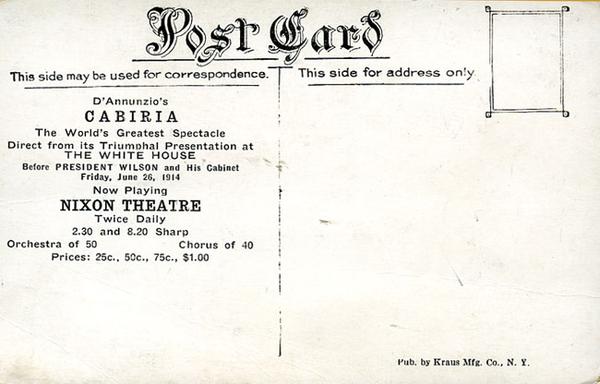 Post Card
This side may be used for correspondence.
This side for address only
D'Annunzio's
CABIRIA
The World's Greatest Spectacle
Direct from its Triumphal Presentation at
THE WHITE HOUSE
Before PRESIDENT WILSON and His Cabinet
Friday, June 26, 1914
Now Playing
NIXON THEATRE
Twice Daily
2.30 and 8.20 Sharp
Orchestra of 50 Chorus of 40
Prices: 25c., 50c., 75c., $1.00
Pub. by Kraus Mfg. Co., N. Y.